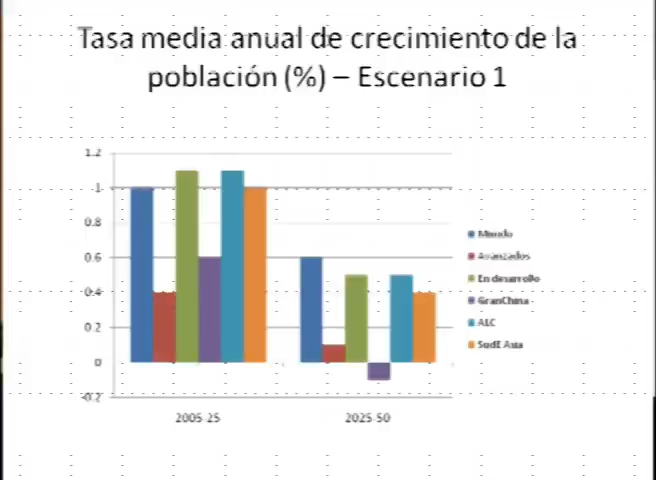 Tasa media anual de crecimiento de la
población (%) – Escenario 1
1.2
1
0.8
0.6
0.4
0.2
0
-0.2
2005-25
2025-50
Mundo
Avanzados
En desarrollo
GranChina
ALC
SudE Asia